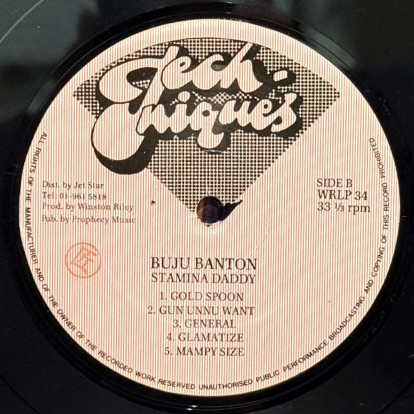 Tech-
niques
Dist. by Jet Star
Tel: 01-961 5818
Prod. by Winston Riley
Pub. by Prophecy Music
SIDE B
WRLP 34
33 ⅓ rpm
BUJU BANTON
STAMINA DADDY
1. GOLD SPOON
2. GUN UNNU WANT
3. GENERAL
4. GLAMATIZE
5. MAMPY SIZE
ALL RIGHTS OF THE MANUFACTURER AND OF THE OWNER OF THE RECORDED WORK RESERVED UNAUTHORISED PUBLIC PERFORMANCE BROADCASTING AND COPYING OF THIS RECORD PROHIBITED